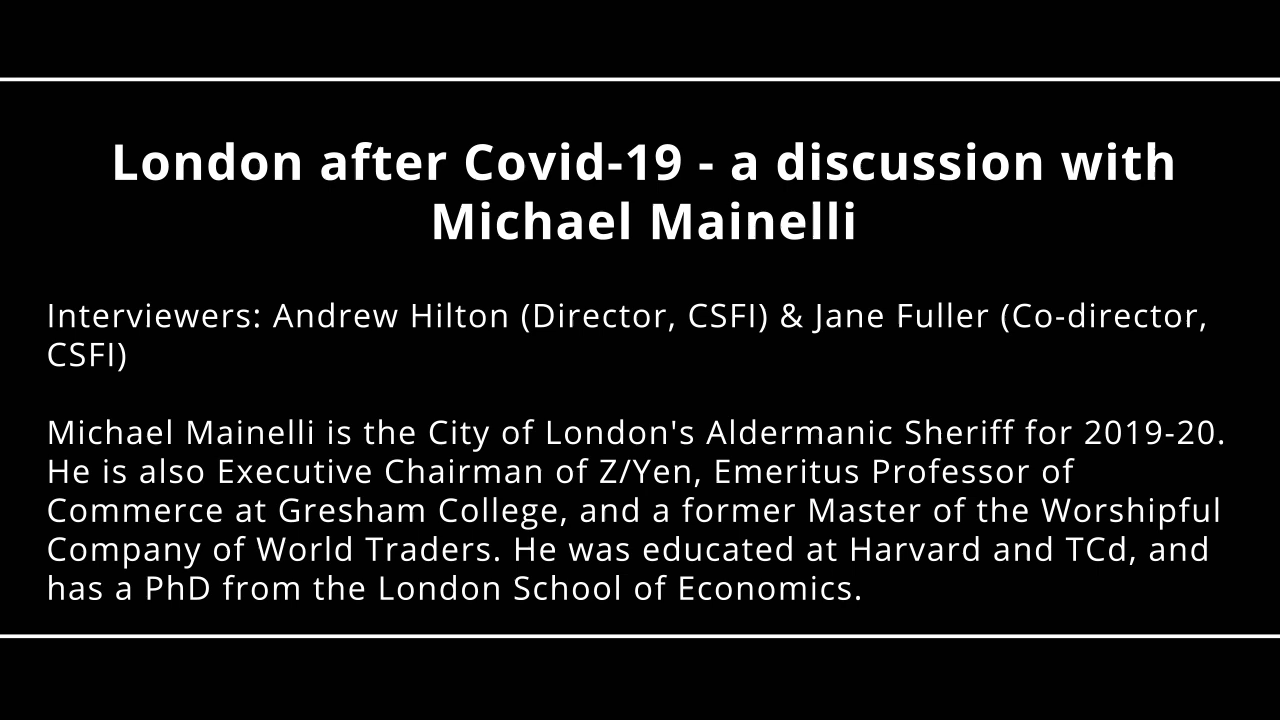 London after Covid-19 - a discussion with
Michael Mainelli
Interviewers: Andrew Hilton (Director, CSFI) & Jane Fuller (Co-director,
CSFI)
Michael Mainelli is the City of London's Aldermanic Sheriff for 2019-20.
He is also Executive Chairman of Z/Yen, Emeritus Professor of
Commerce at Gresham College, and a former Master of the Worshipful
Company of World Traders. He was educated at Harvard and TCd, and
has a PhD from the London School of Economics.